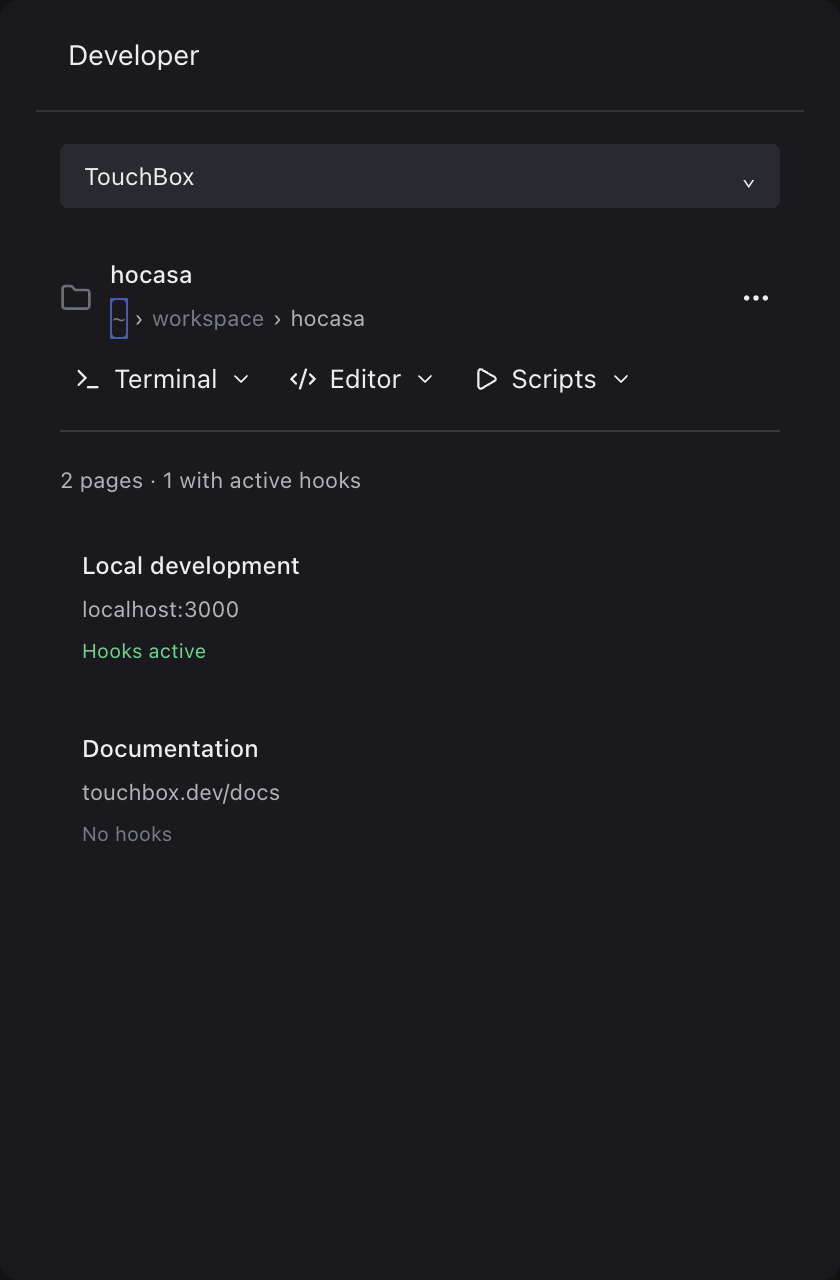 Developer
TouchBox
hocasa
~ › workspace › hocasa
Terminal Editor Scripts
2 pages · 1 with active hooks
Local development
localhost:3000
Hooks active
Documentation
touchbox.dev/docs
No hooks